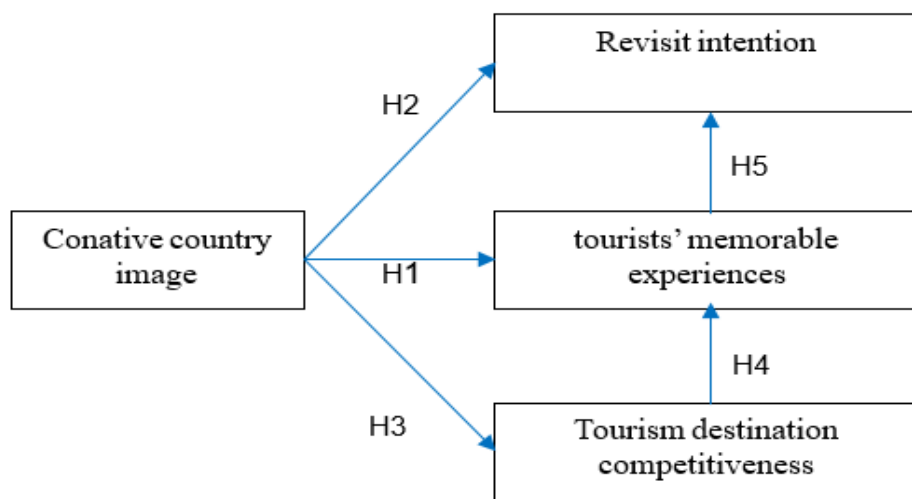 Revisit intention
H2
H5
Conative country
image
H1
tourists’ memorable
experiences
H4
H3
Tourism destination
competitiveness